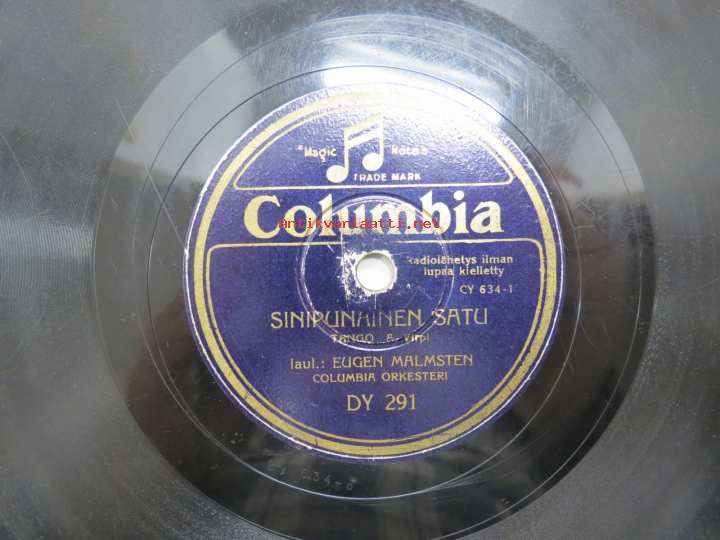 "Magic Notes"
TRADE MARK
Columbia
Antikvariaatti.net
Radiolähetys ilman
lupaa kielletty
CY 634-1
SINIPUNAINEN SATU
TANGO
laul.: EUGEN MALMSTEN
COLUMBIA ORKESTERI
DY 291